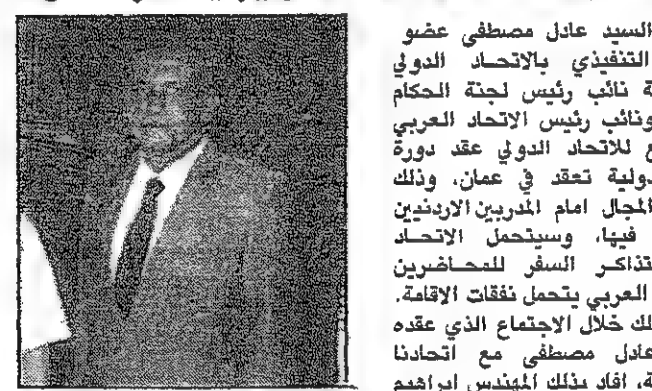 السيد عادل مصطفى عضو
التنفيذي بالاتحاد الدولي
ة نائب رئيس لجنة الحكام
ونائب رئيس الاتحاد العربي
ع للاتحاد الدولي عقد دورة
دولية تعقد في عمان، وذلك
المجال امام المدربين الاردنيين
فيها، وسيتحمل الاتحاد
تذاكر السفر للمحاضرين
العربي يتحمل نفقات الاقامة.
لك خلال الاجتماع الذي عقده
عادل مصطفى مع اتحادنا
ة، افاد بذلك المهندس ابراهيم